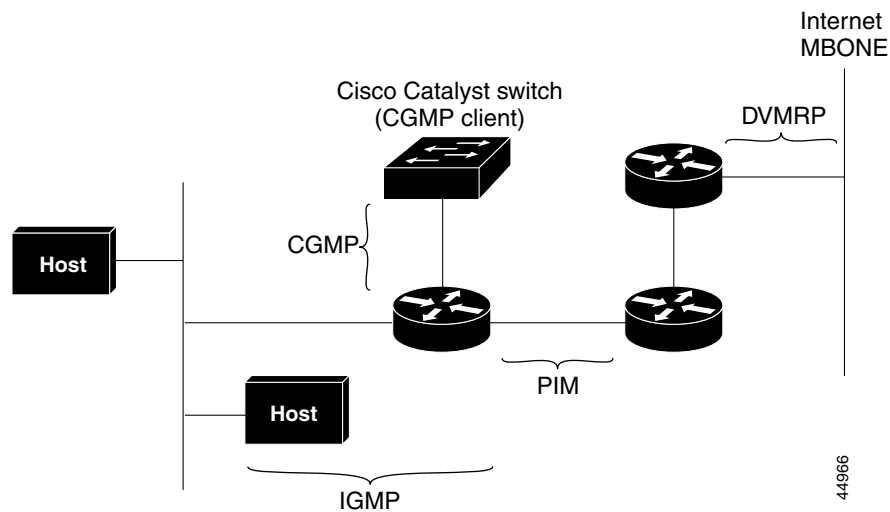 Internet
MBONE
Cisco Catalyst switch
(CGMP client)
DVMRP
CGMP
Host
PIM
Host
IGMP
44966